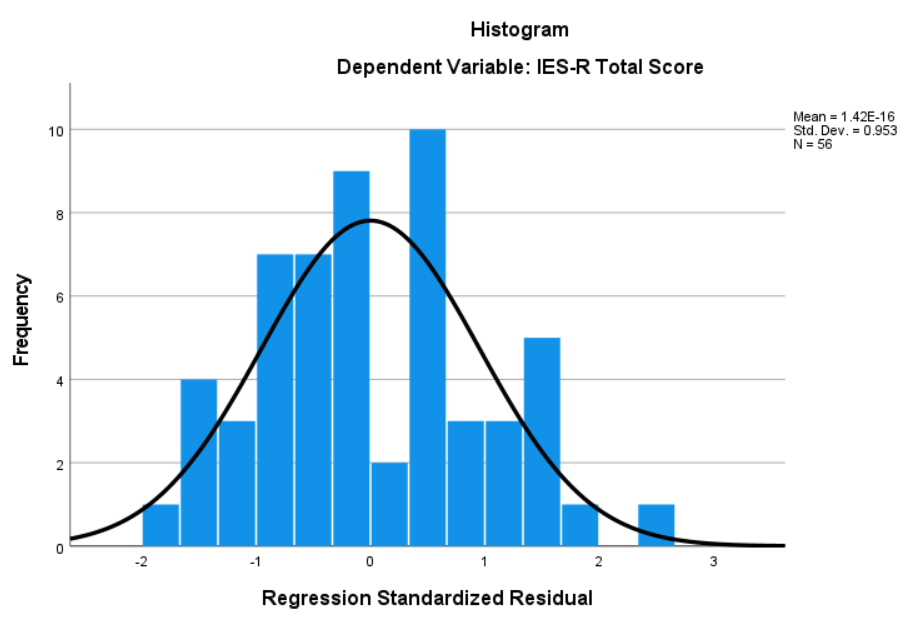 Histogram
Dependent Variable: IES-R Total Score
Mean = 1.42E-16
Std. Dev. = 0.953
N = 56
Frequency
10
8
6
4
2
0
-2 -1 0 1 2 3
Regression Standardized Residual